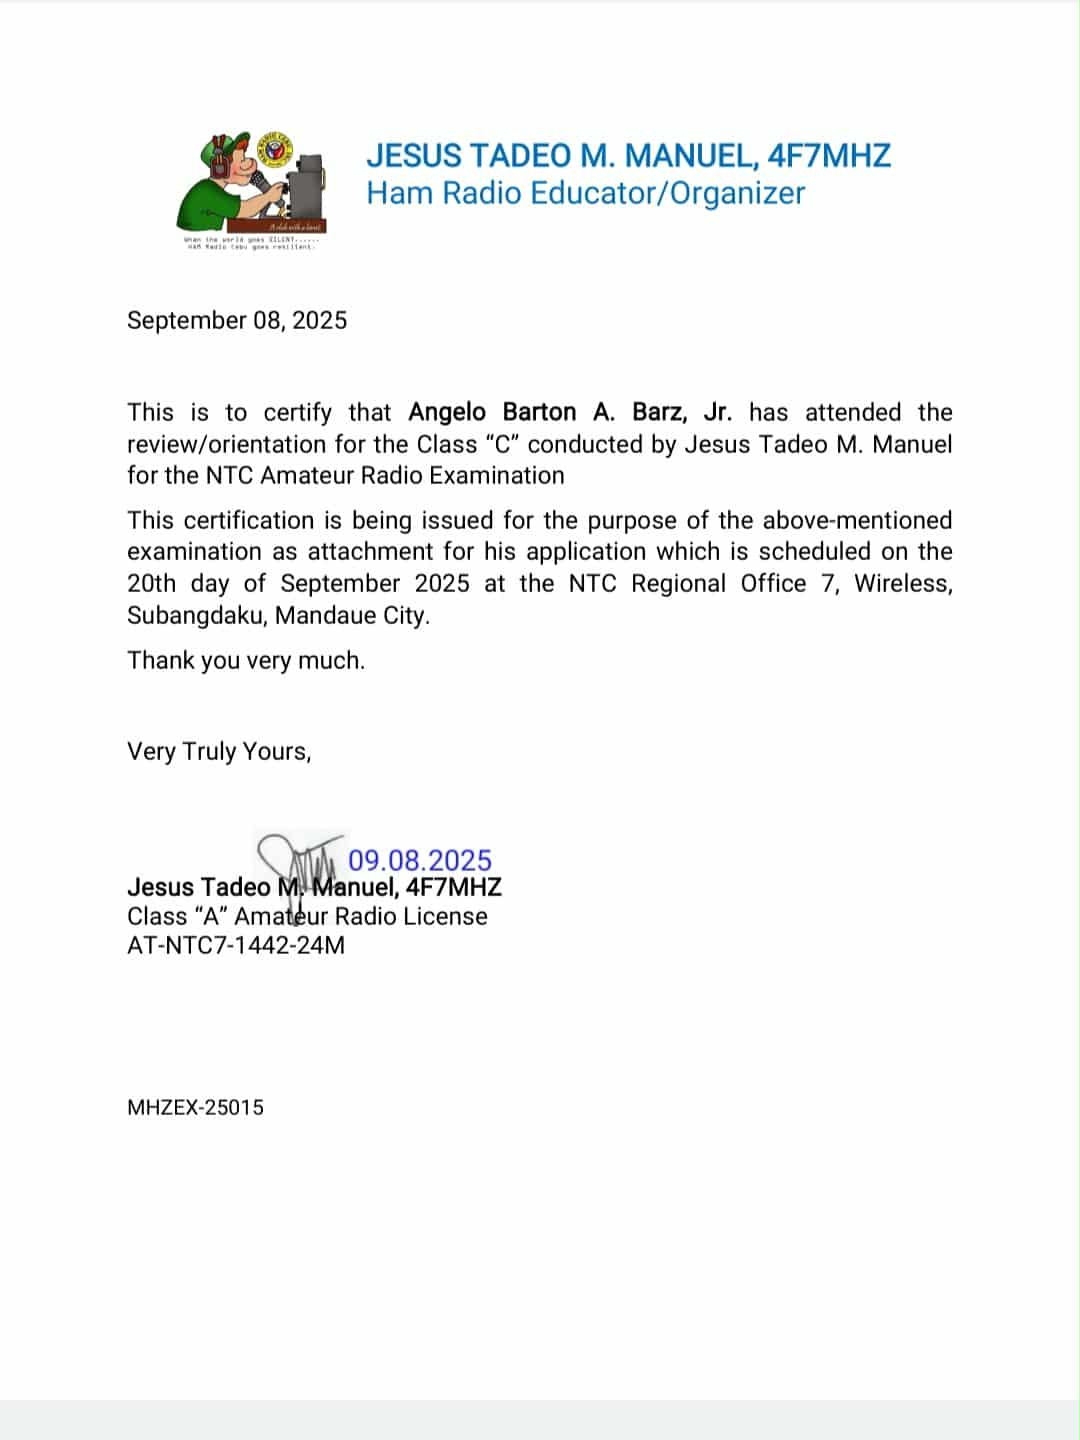 JESUS TADEO M. MANUEL, 4F7MHZ
Ham Radio Educator/Organizer
When the world goes SILENT......
HAM Radio Cebu goes resilient.
September 08, 2025
This is to certify that Angelo Barton A. Barz, Jr. has attended the
review/orientation for the Class “C” conducted by Jesus Tadeo M. Manuel
for the NTC Amateur Radio Examination
This certification is being issued for the purpose of the above-mentioned
examination as attachment for his application which is scheduled on the
20th day of September 2025 at the NTC Regional Office 7, Wireless,
Subangdaku, Mandaue City.
Thank you very much.
Very Truly Yours,
09.08.2025
Jesus Tadeo M. Manuel, 4F7MHZ
Class “A” Amateur Radio License
AT-NTC7-1442-24M
MHZEX-25015